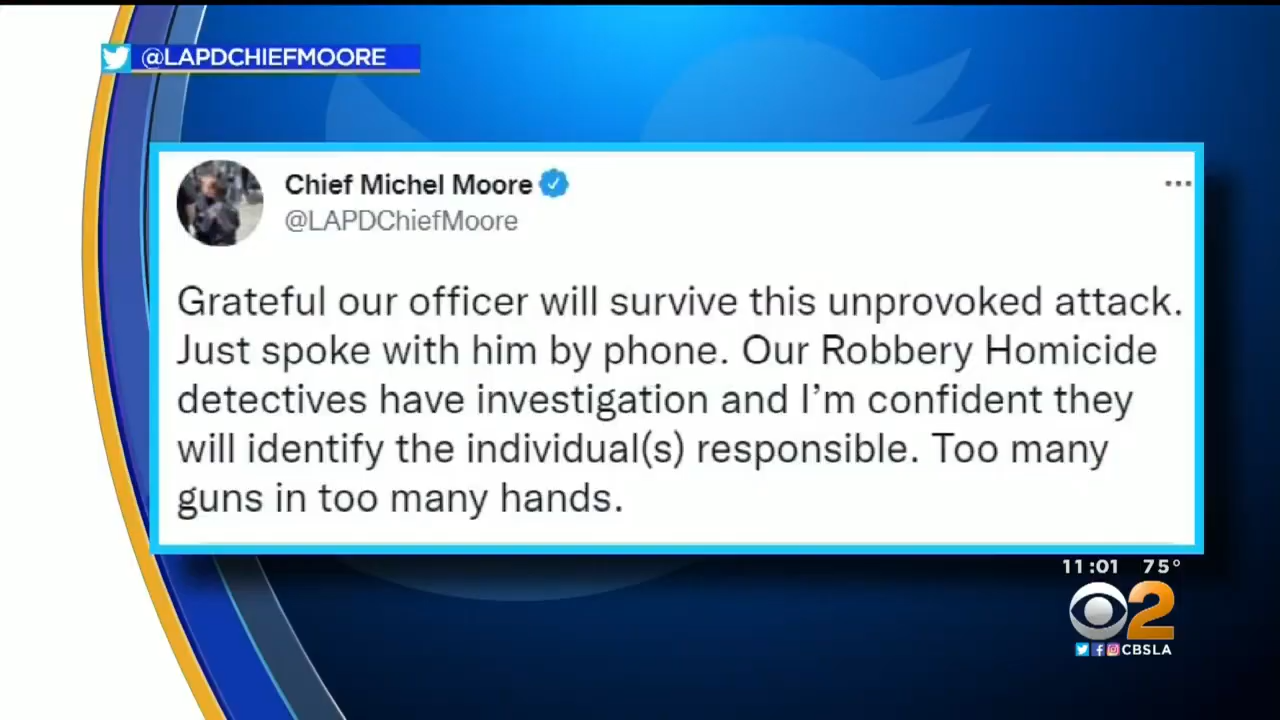 @LAPDCHIEFMOORE
Chief Michel Moore
@LAPDChiefMoore
Grateful our officer will survive this unprovoked attack.
Just spoke with him by phone. Our Robbery Homicide
detectives have investigation and I’m confident they
will identify the individual(s) responsible. Too many
guns in too many hands.
11:01 75°
2
CBSLA